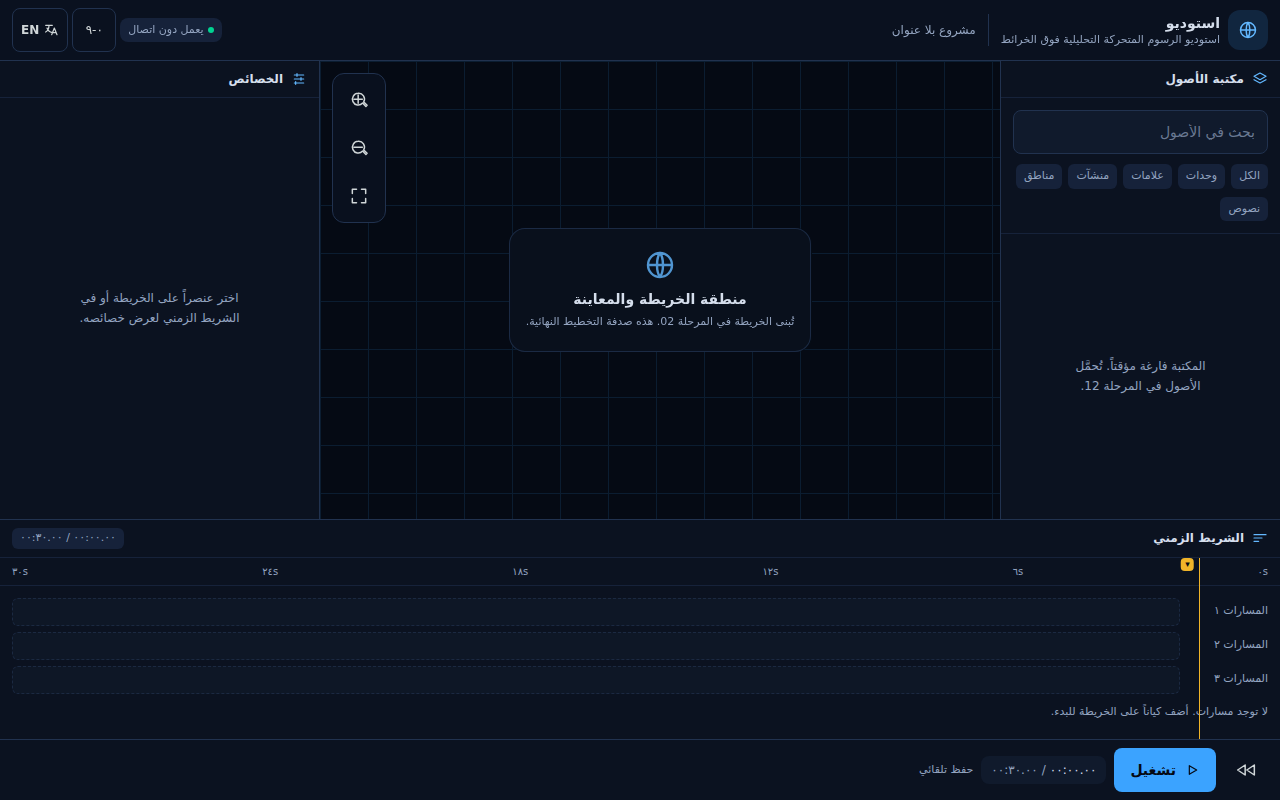 استوديو
استوديو الرسوم المتحركة التحليلية فوق الخرائط
مشروع بلا عنوان
يعمل دون اتصال
٠-٩
EN
مكتبة الأصول
بحث في الأصول
الكل
وحدات
علامات
منشآت
مناطق
نصوص
المكتبة فارغة مؤقتاً. تُحمَّل
الأصول في المرحلة 12.
منطقة الخريطة والمعاينة
تُبنى الخريطة في المرحلة 02. هذه صدفة التخطيط النهائية.
الخصائص
اختر عنصراً على الخريطة أو في
الشريط الزمني لعرض خصائصه.
الشريط الزمني
٠٠:٠٠.٠٠ / ٠٠:٣٠.٠٠
٠s
٦s
١٢s
١٨s
٢٤s
٣٠s
المسارات ١
المسارات ٢
المسارات ٣
لا توجد مسارات. أضف كياناً على الخريطة للبدء.
تشغيل
٠٠:٠٠.٠٠ / ٠٠:٣٠.٠٠
حفظ تلقائي